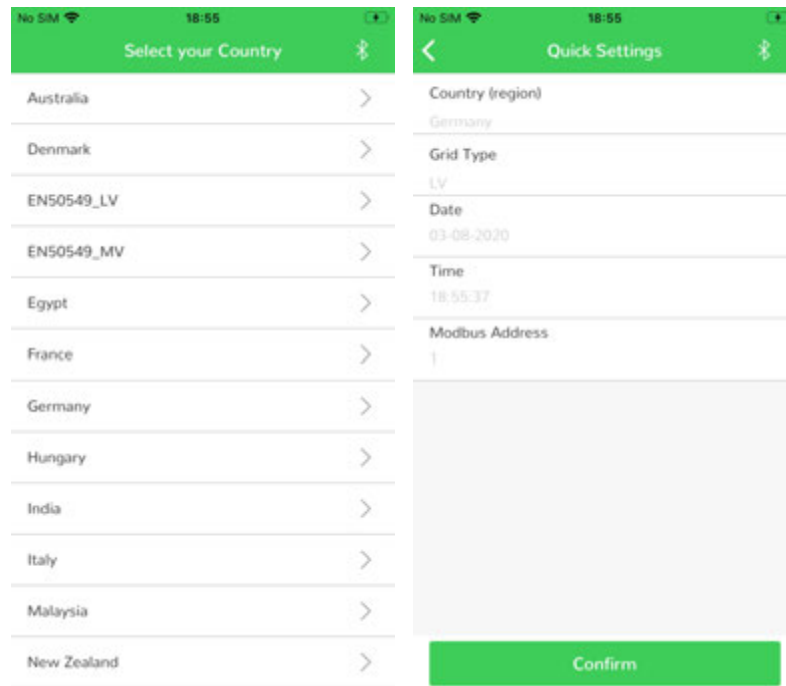 No SIM 18:55
Select your Country
Australia
Denmark
EN50549_LV
EN50549_MV
Egypt
France
Germany
Hungary
India
Italy
Malaysia
New Zealand
No SIM 18:55
Quick Settings
Country (region)
Germany
Grid Type
LV
Date
03-08-2020
Time
18:55:37
Modbus Address
1
Confirm